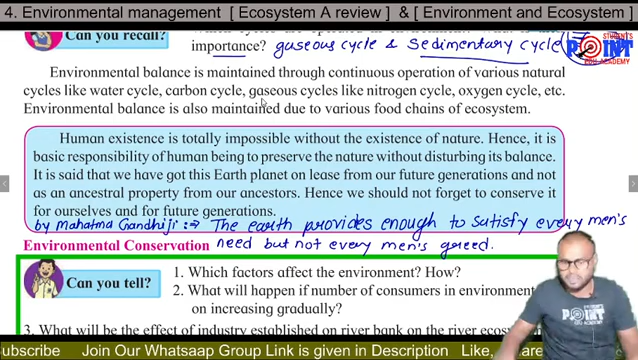 4. Environmental management [ Ecosystem A review ] & [ Environment and Ecosystem ]
Can you recall?
importance? gaseous cycle & Sedimentary cycle
STUDENT'S
POINT
Environmental balance is maintained through continuous operation of various natural
cycles like water cycle, carbon cycle, gaseous cycles like nitrogen cycle, oxygen cycle, etc.
Environmental balance is also maintained due to various food chains of ecosystem.
Human existence is totally impossible without the existence of nature. Hence, it is
basic responsibility of human being to preserve the nature without disturbing its balance.
It is said that we have got this Earth planet on lease from our future generations and not
as an ancestral property from our ancestors. Hence we should not forget to conserve it
for ourselves and for future generations.
by Mahatma Gandhiji :⇒ The earth provides enough to satisfy every men's
Environmental Conservation need but not every men's greed.
Can you tell?
1. Which factors affect the environment? How?
2. What will happen if number of consumers in environment
on increasing gradually?
3. What will be the effect of industry established on river bank on the river ecosystem
ubscribe Join Our Whatsaap Group Link is given in Description Like, Share